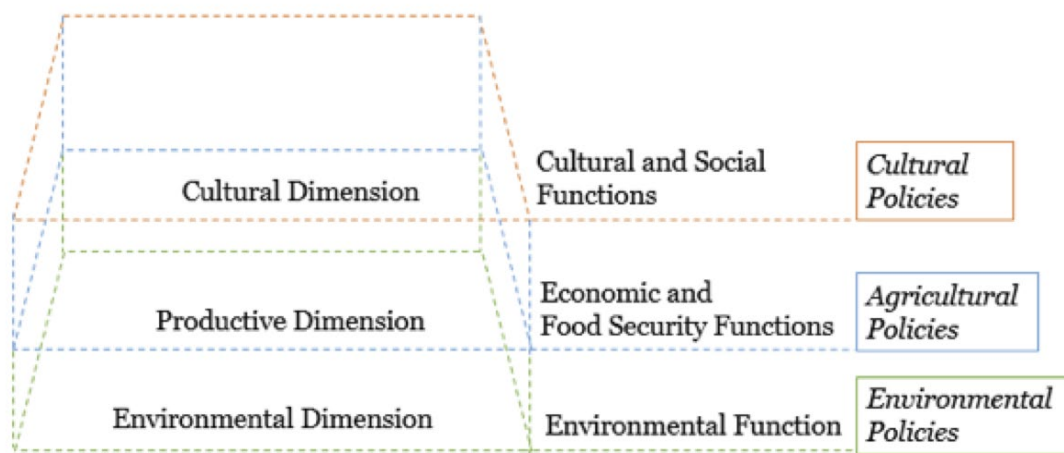 Cultural Dimension
Cultural and Social
Functions
Cultural
Policies
Productive Dimension
Economic and
Food Security Functions
Agricultural
Policies
Environmental Dimension
Environmental Function
Environmental
Policies